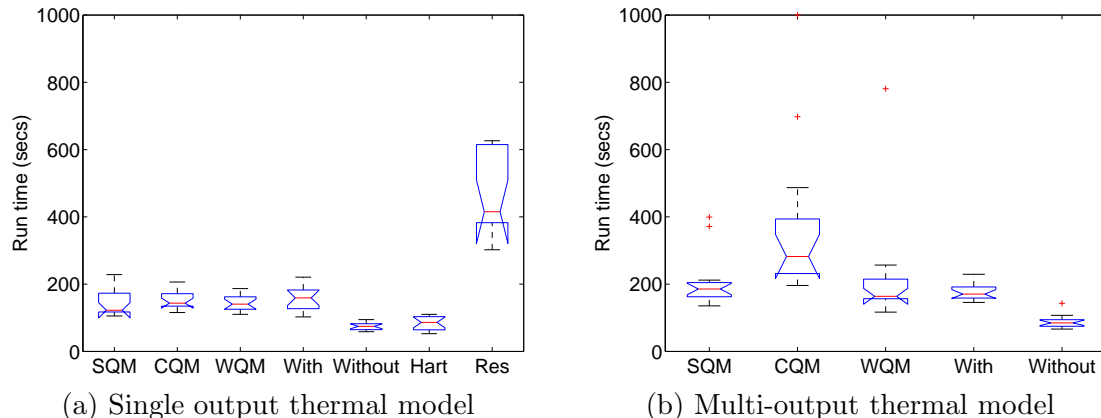 1000
800
600
400
200
0
Run time (secs)
SQM CQM WQM With Without Hart Res
(a) Single output thermal model
1000
800
600
400
200
0
Run time (secs)
SQM CQM WQM With Without
(b) Multi-output thermal model